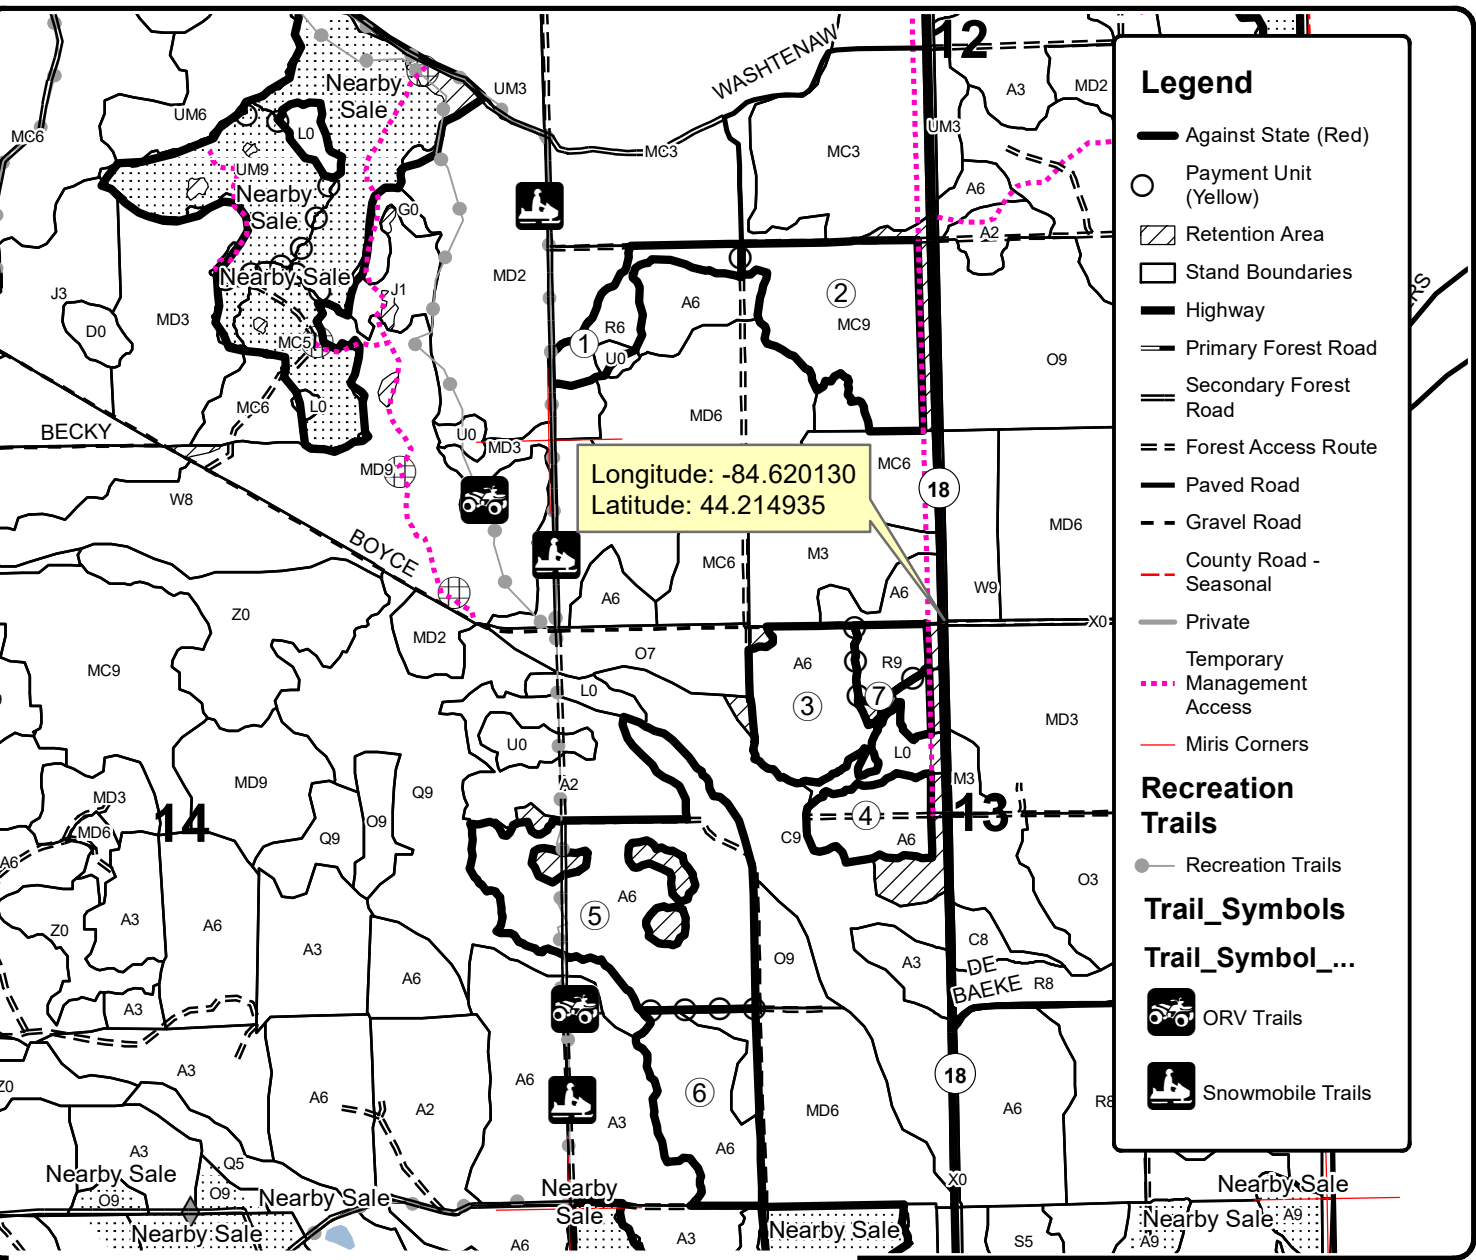 12
WASHTENAW
Nearby
Sale
UM3
A3
MD2
UM6
MC6
L0
UM3
MC3
MC3
UM9
A6
Nearby
Sale
G0
A2
MD2
Nearby Sale
J3
J1
A6
2
MC9
MD3
D0
R6
1
MC5
U0
O9
MC6
L0
MD6
BECKY
U0
MD3
MD9
Longitude: -84.620130
Latitude: 44.214935
MC6
18
W8
MD6
BOYCE
M3
MC6
A6
A6
W9
Z0
X0
MD2
O7
MC9
A6
R9
L0
3
7
MD3
U0
L0
A2
M3
MD9
Q9
MD3
14
13
4
O9
MD6
Q9
C9
A6
A6
O3
A6
5
A3
A6
Z0
A3
C8
O9
A3
DE
BAEKE
R8
A6
A3
A3
18
Z0
A6
6
A6
A2
MD6
A6
R8
A3
A6
A3
Q5
Nearby Sale
X0
O9
O9
Nearby Sale
Nearby
Sale
Nearby Sale
Nearby Sale
Nearby Sale
Nearby Sale
A9
A6
A3
S5
A9
RS
Legend
Against State (Red)
Payment Unit
(Yellow)
Retention Area
Stand Boundaries
Highway
Primary Forest Road
Secondary Forest
Road
Forest Access Route
Paved Road
Gravel Road
County Road -
Seasonal
Private
Temporary
Management
Access
Miris Corners
Recreation
Trails
Recreation Trails
Trail_Symbols
Trail_Symbol_...
ORV Trails
Snowmobile Trails